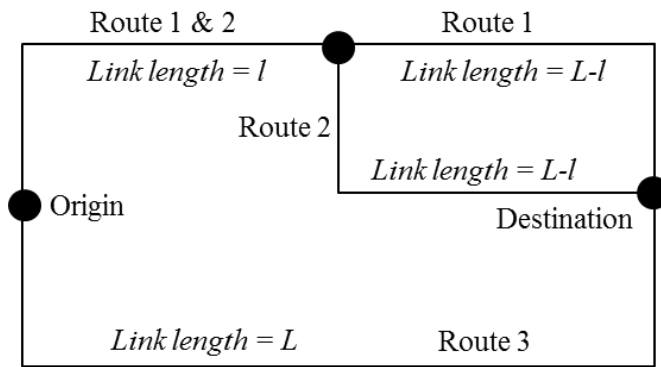 Route 1 & 2
Route 1
Link length = l
Link length = L-l
Route 2
Link length = L-l
Origin
Destination
Link length = L
Route 3